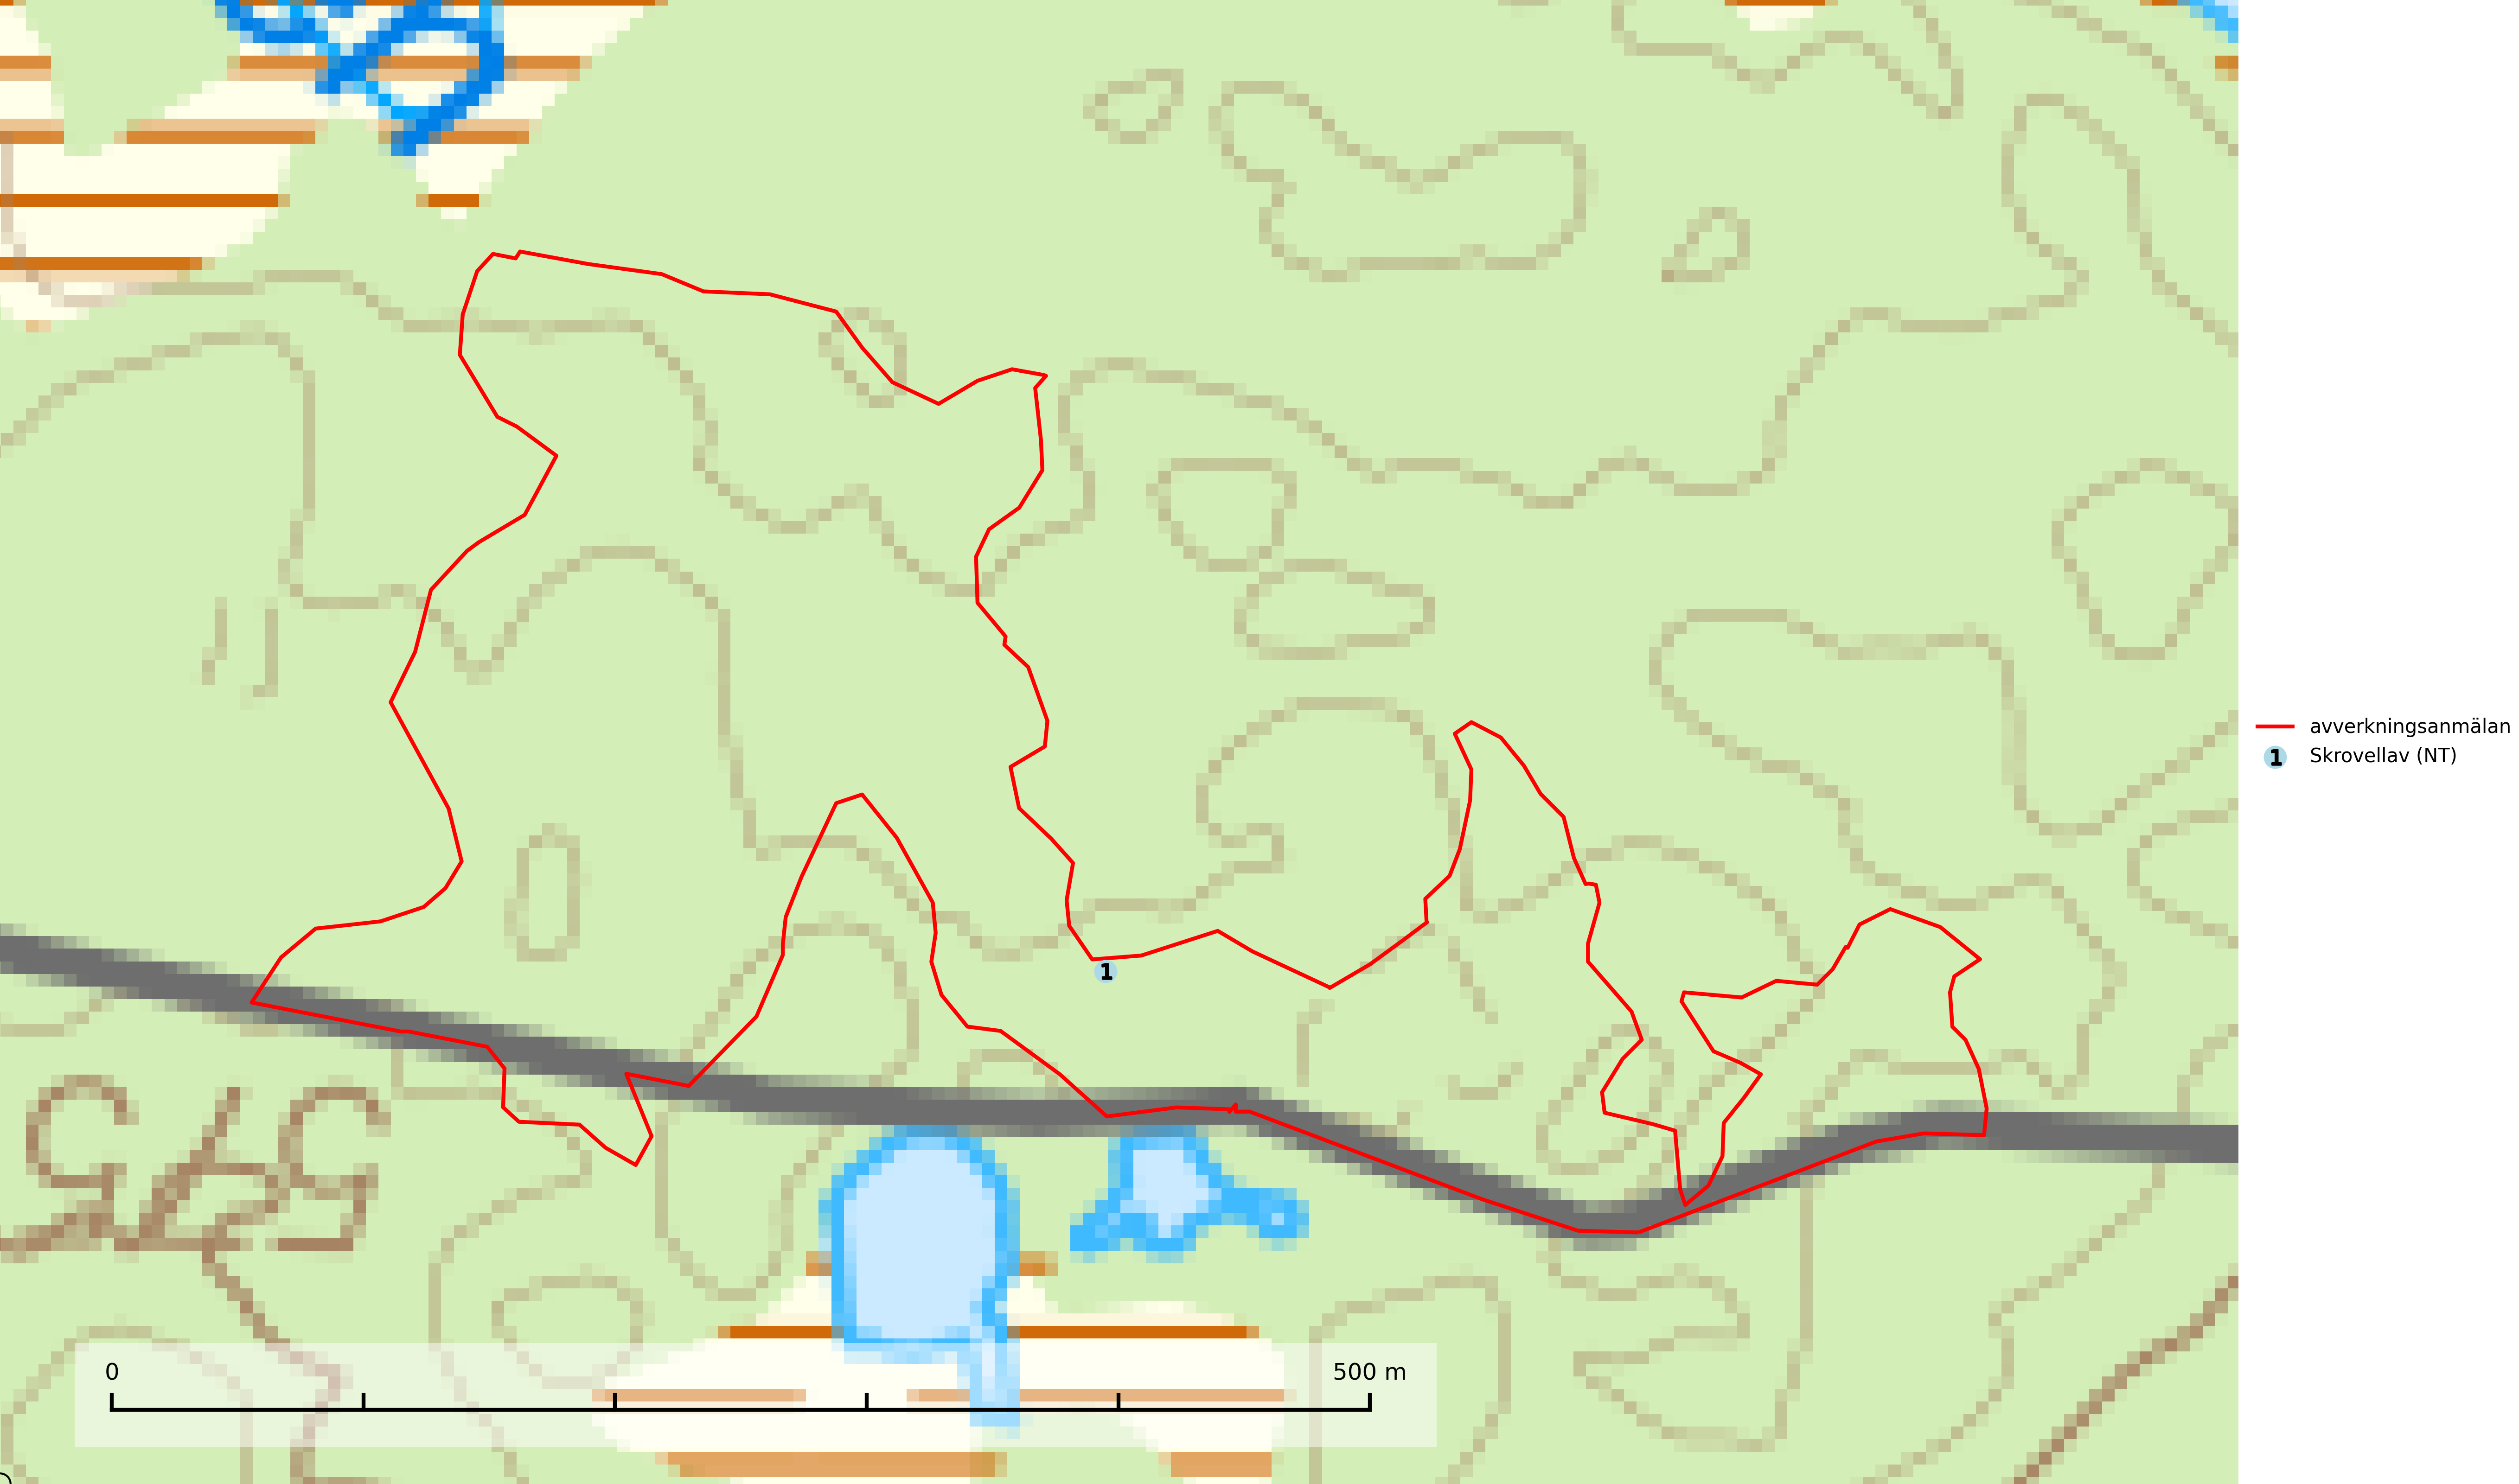 avverkningsanmälan
1 Skrovellav (NT)
1
0 500 m